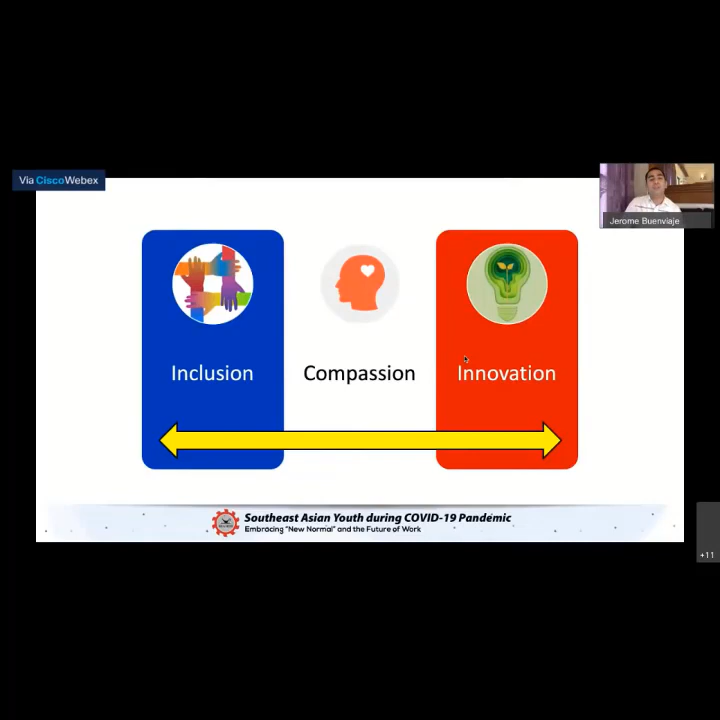 Via CiscoWebex
Jerome Buenviaje
Inclusion
Compassion
Innovation
Southeast Asian Youth during COVID-19 Pandemic
Embracing "New Normal" and the Future of Work
+11